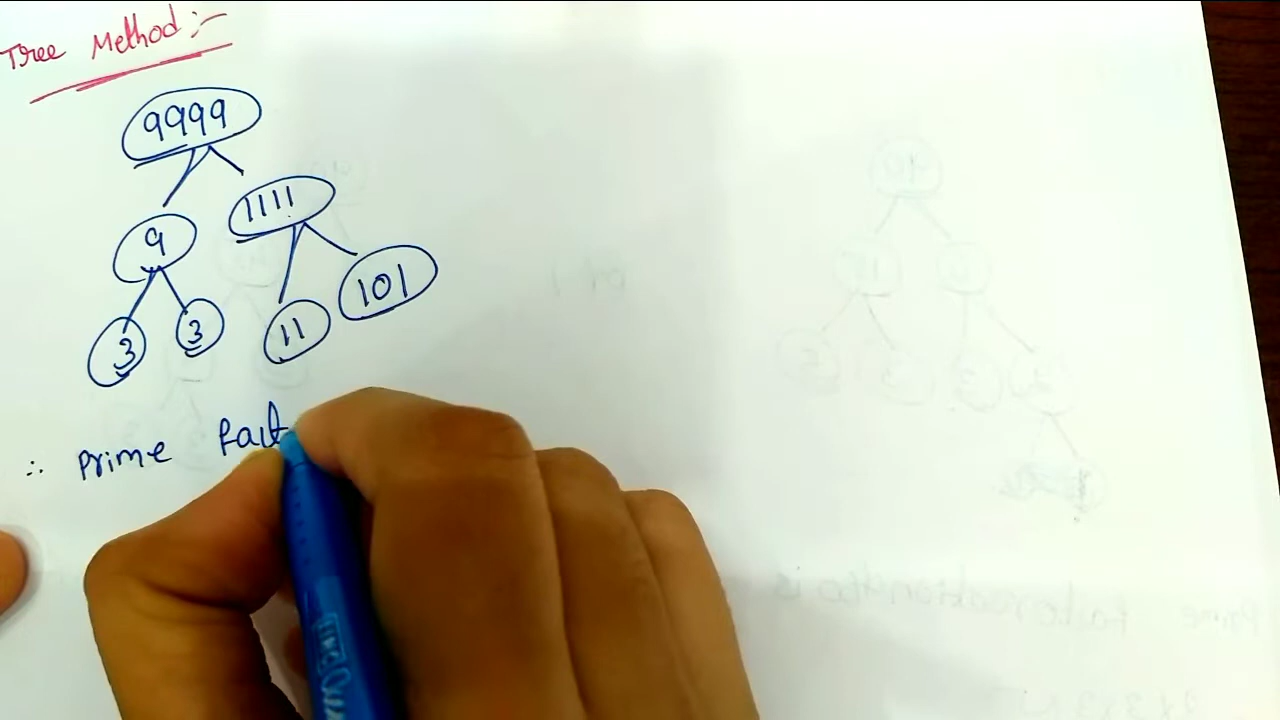 Tree Method:-
9999
9 1111
3 3 11 101
∴ Prime Fact